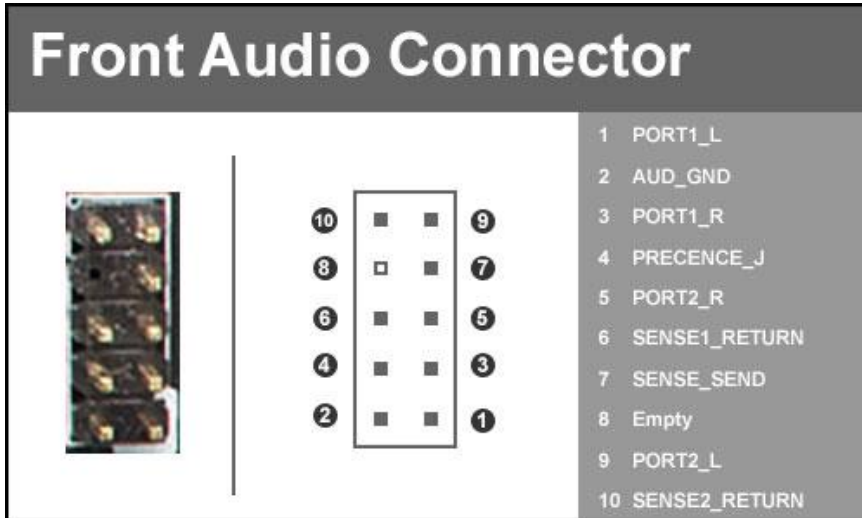 Front Audio Connector
10 9
8 7
6 5
4 3
2 1
1 PORT1_L
2 AUD_GND
3 PORT1_R
4 PRECENCE_J
5 PORT2_R
6 SENSE1_RETURN
7 SENSE_SEND
8 Empty
9 PORT2_L
10 SENSE2_RETURN